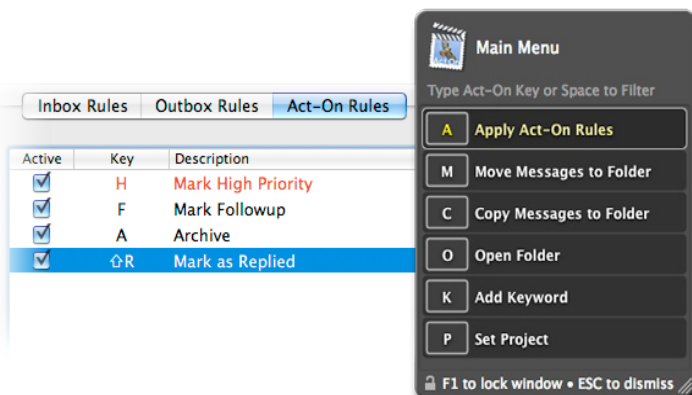 Inbox Rules Outbox Rules Act-On Rules
Active Key Description
H Mark High Priority
F Mark Followup
A Archive
⇧R Mark as Replied
Main Menu
Type Act-On Key or Space to Filter
A Apply Act-On Rules
M Move Messages to Folder
C Copy Messages to Folder
O Open Folder
K Add Keyword
P Set Project
F1 to lock window • ESC to dismiss